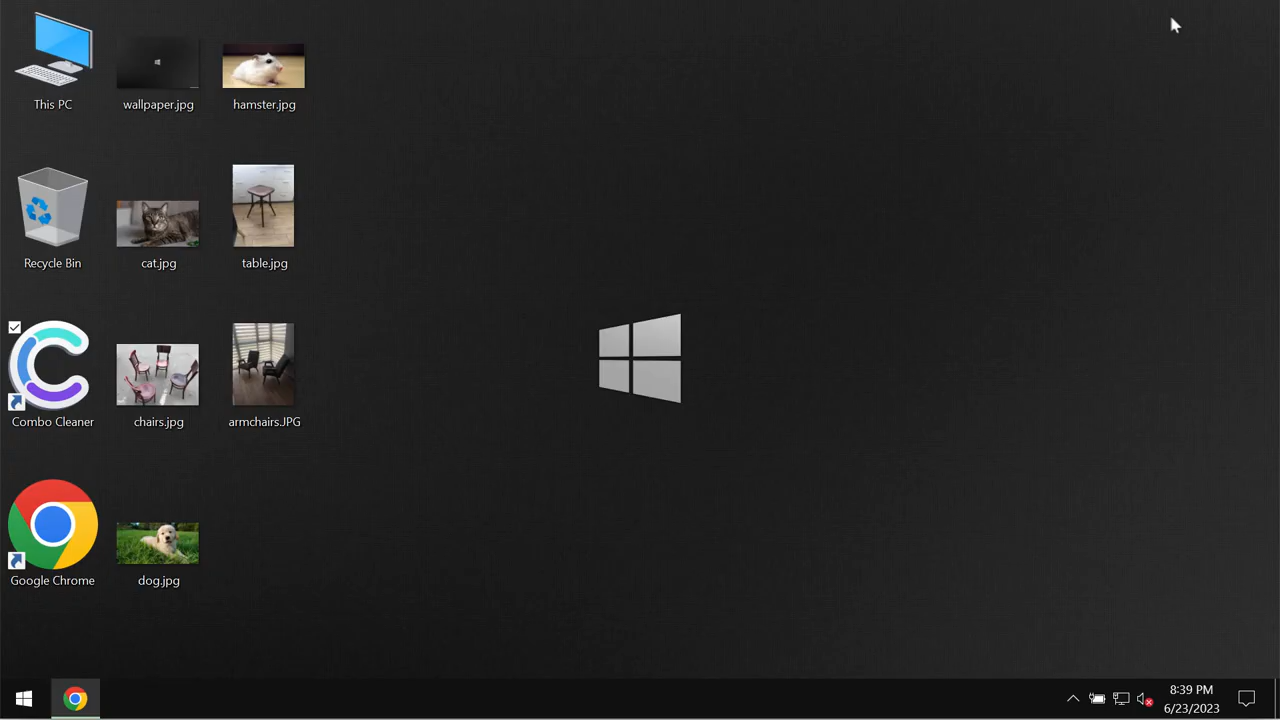 This PC
wallpaper.jpg
hamster.jpg
Recycle Bin
cat.jpg
table.jpg
Combo Cleaner
chairs.jpg
armchairs.JPG
Google Chrome
dog.jpg
8:39 PM
6/23/2023